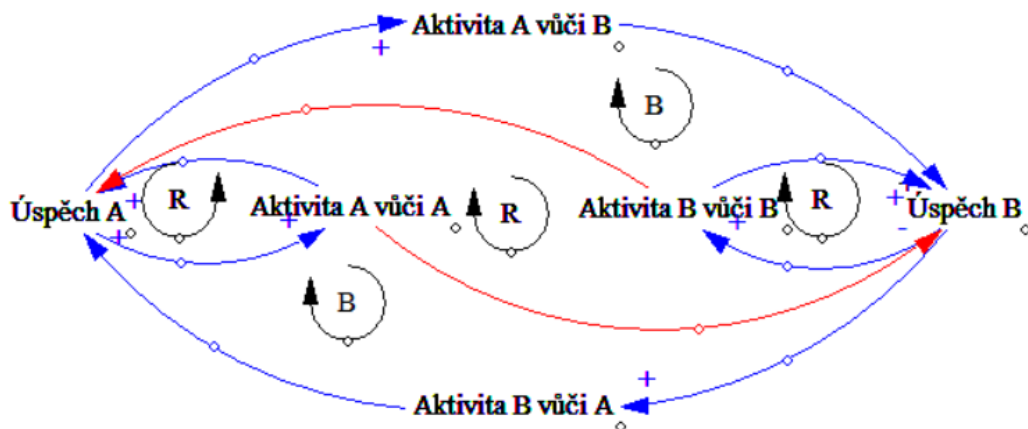 Aktivita A vůči B
+
B
Úspěch A
+
R
Aktivita A vůči A
+
R
Aktivita B vůči B
+
R
+
-
Úspěch B
+
B
+
Aktivita B vůči A